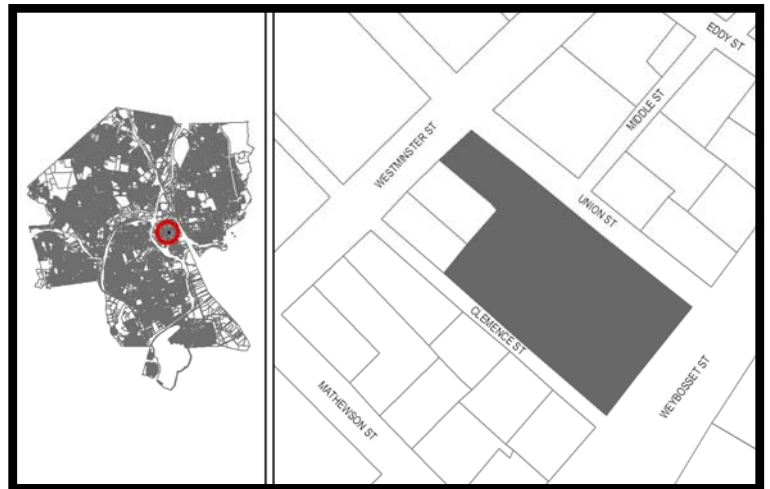 EDDY ST
MIDDLE ST
WESTMINSTER ST
UNION ST
CLEMENCE ST
WEYBOSSET ST
MATHEWSON ST